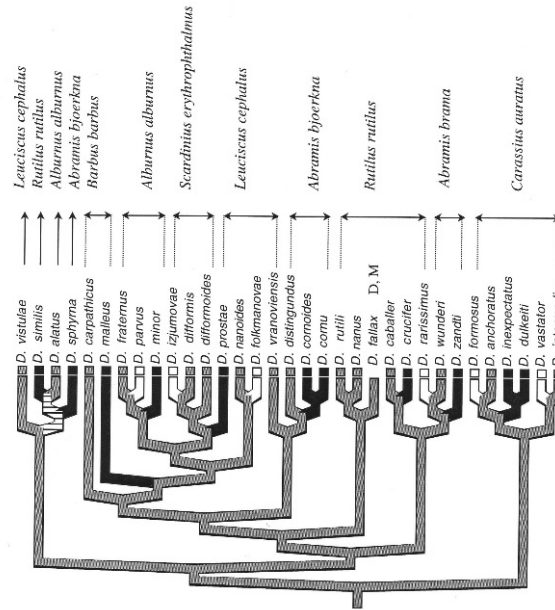 Leuciscus cephalus
Rutilus rutilus
Alburnus alburnus
Abramis bjoerkna
Barbus barbus
Alburnus alburnus
Scardinius erythrophthalmus
Leuciscus cephalus
Abramis bjoerkna
Rutilus rutilus
Abramis brama
Carassius auratus
D. vistulae
D. similis
D. alatus
D. sphyrna
D. carpathicus
D. malleus
D. fraternus
D. parvus
D. minor
D. izjumovae
D. difformis
D. difformoides
D. prostae
D. nanoides
D. folkmanovae
D. vranoviensis
D. distingundus
D. cornoides
D. cornu
D. rutili
D. nanus
D. fallax D, M
D. caballer
D. crucifer
D. rarissimus
D. wunderi
D. zandti
D. formosus
D. anchoratus
D. inexpectatus
D. dulkeiti
D. vastator